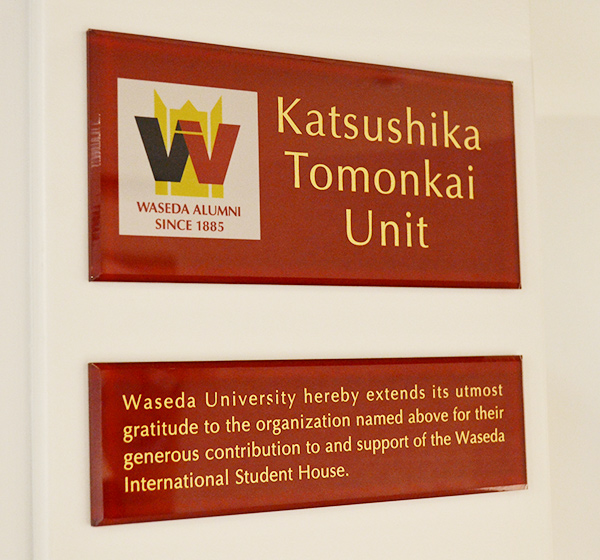 Katsushika
Tomonkai
Unit
WASEDA ALUMNI
SINCE 1885
Waseda University hereby extends its utmost
gratitude to the organization named above for their
generous contribution to and support of the Waseda
International Student House.